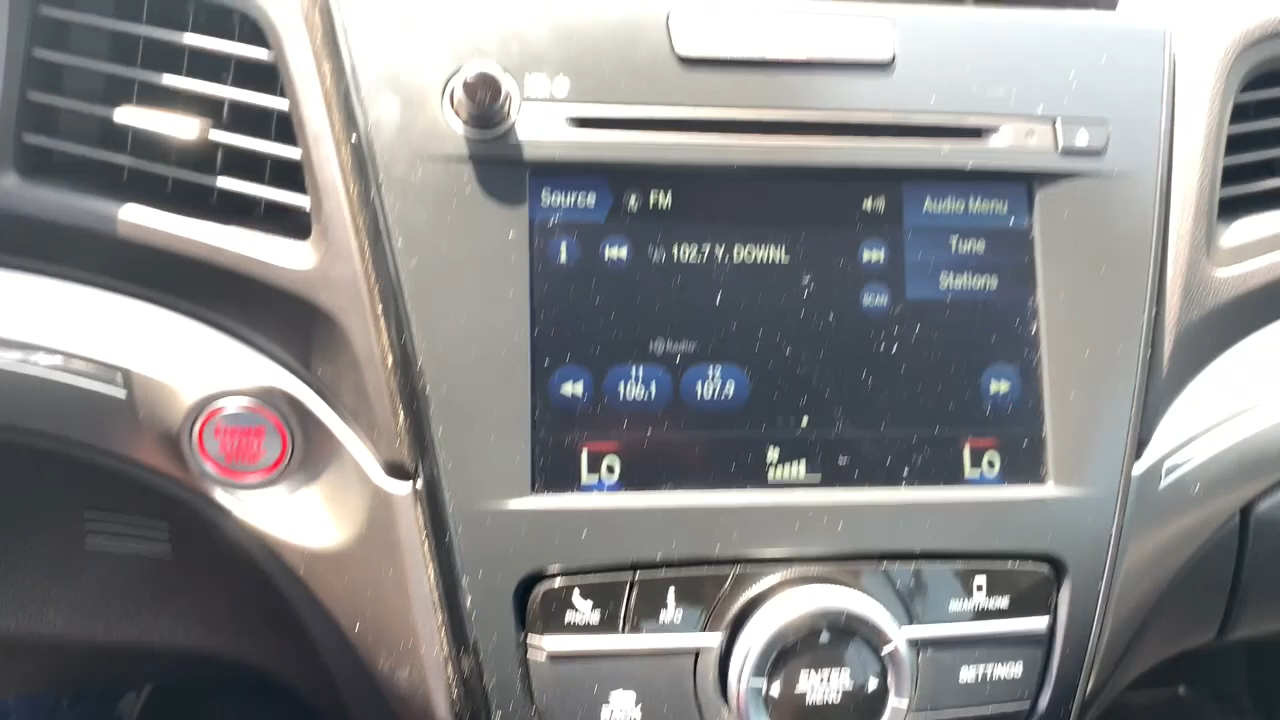 Source
FM
Audio Menu
102.7 Y. DOWNL
Tune
Stations
SCAN
Radio
11
106.1
12
107.9
Lo
Lo
PHONE
INFO
SMARTPHONE
ENTER
MENU
SETTINGS